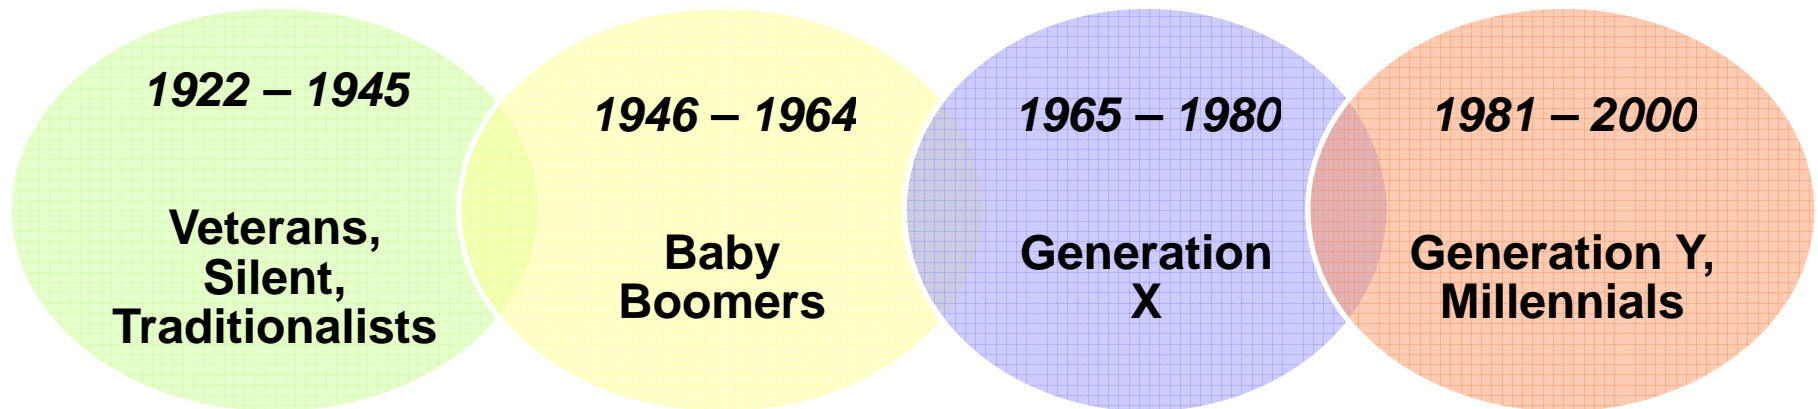 1922 – 1945
Veterans,
Silent,
Traditionalists
1946 – 1964
Baby
Boomers
1965 – 1980
Generation
X
1981 – 2000
Generation Y,
Millennials